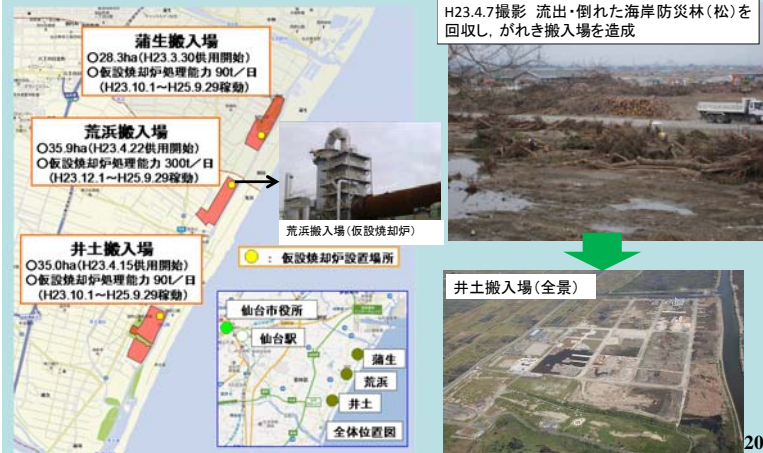 蒲生搬入場
○28.3ha(H23.3.30供用開始)
○仮設焼却炉処理能力 90t/日
(H23.10.1~H25.9.29稼動)
荒浜搬入場
○35.9ha(H23.4.22供用開始)
○仮設焼却炉処理能力 300t/日
(H23.12.1~H25.9.29稼動)
井土搬入場
○35.0ha(H23.4.15供用開始)
○仮設焼却炉処理能力 90t/日
(H23.10.1~H25.9.29稼動)
荒浜搬入場(仮設焼却炉)
: 仮設焼却炉設置場所
仙台市役所
仙台駅
蒲生
荒浜
井土
全体位置図
H23.4.7撮影 流出・倒れた海岸防災林(松)を
回収し, がれき搬入場を造成
井土搬入場(全景)
20